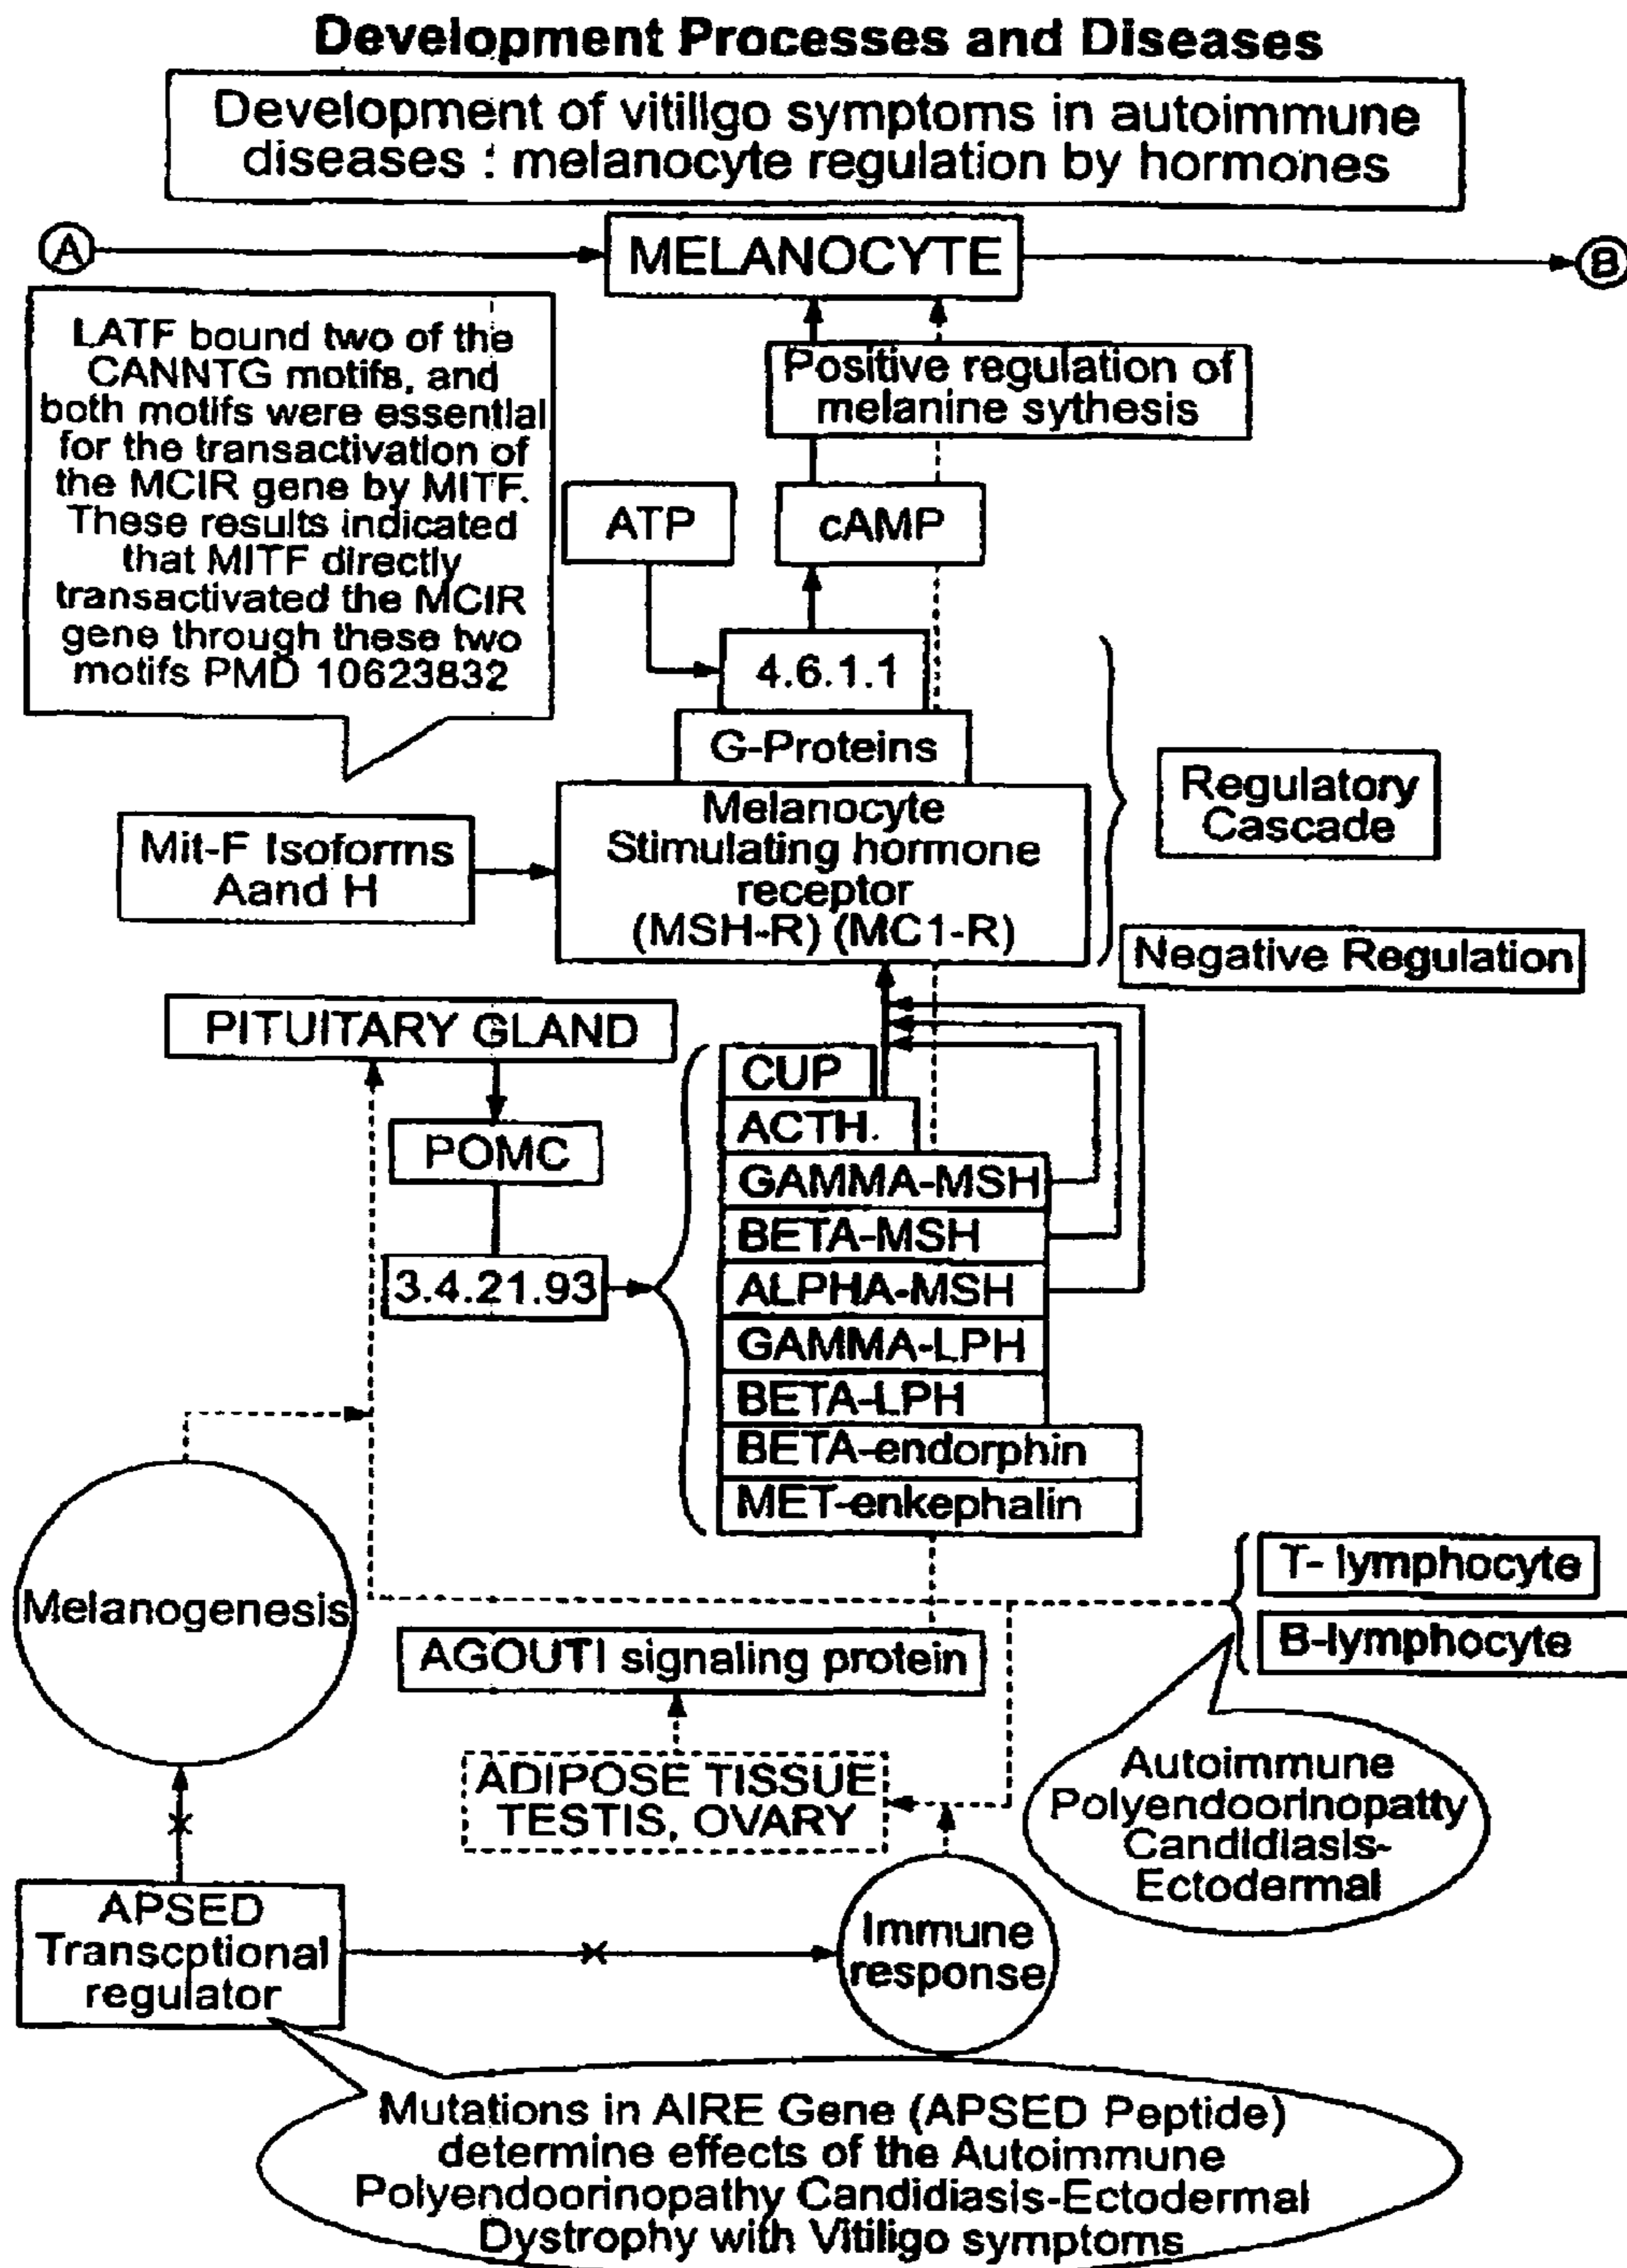 Development Processes and Diseases
Development of vitillgo symptoms in autoimmune
diseases : melanocyte regulation by hormones
A
MELANOCYTE
B
LATF bound two of the
CANNTG motifs, and
both motifs were essential
for the transactivation of
the MCIR gene by MITF.
These results indicated
that MITF directly
transactivated the MCIR
gene through these two
motifs PMD 10623832
Positive regulation of
melanine sythesis
ATP
cAMP
4.6.1.1
G-Proteins
Melanocyte
Stimulating hormone
receptor
(MSH-R) (MC1-R)
Regulatory
Cascade
Mit-F Isoforms
Aand H
Negative Regulation
PITUITARY GLAND
POMC
3.4.21.93
CUP
ACTH.
GAMMA-MSH
BETA-MSH
ALPHA-MSH
GAMMA-LPH
BETA-LPH
BETA-endorphin
MET-enkephalin
Melanogenesis
T- lymphocyte
B-lymphocyte
AGOUTI signaling protein
ADIPOSE TISSUE
TESTIS, OVARY
Autoimmune
Polyendoorinopatty
Candidiasis-
Ectodermal
APSED
Transcptional
regulator
Immune
response
Mutations in AIRE Gene (APSED Peptide)
determine effects of the Autoimmune
Polyendoorinopathy Candidiasis-Ectodermal
Dystrophy with Vitiligo symptoms